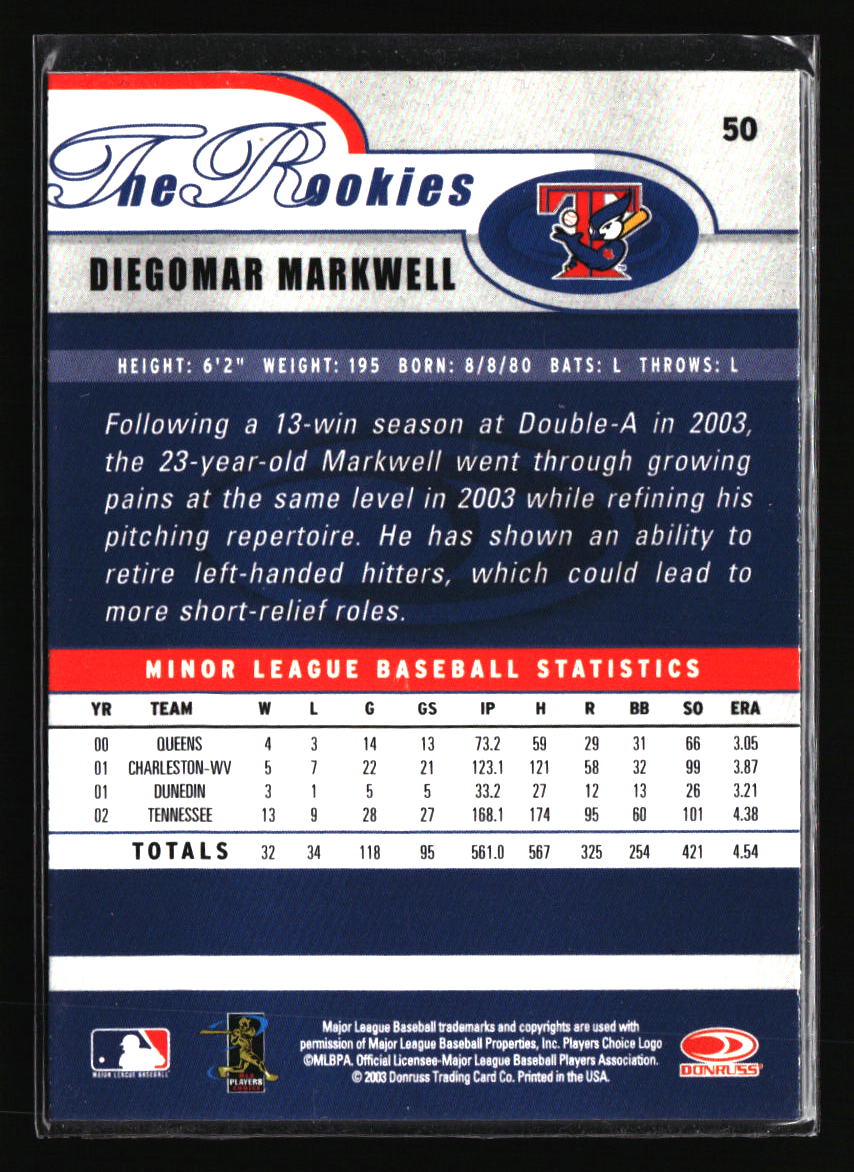 50
The Rookies
DIEGOMAR MARKWELL
HEIGHT: 6'2" WEIGHT: 195 BORN: 8/8/80 BATS: L THROWS: L
Following a 13-win season at Double-A in 2003,
the 23-year-old Markwell went through growing
pains at the same level in 2003 while refining his
pitching repertoire. He has shown an ability to
retire left-handed hitters, which could lead to
more short-relief roles.
MINOR LEAGUE BASEBALL STATISTICS
YR TEAM W L G GS IP H R BB SO ERA
00 QUEENS 4 3 14 13 73.2 59 29 31 66 3.05
01 CHARLESTON-WV 5 7 22 21 123.1 121 58 32 99 3.87
01 DUNEDIN 3 1 5 5 33.2 27 12 13 26 3.21
02 TENNESSEE 13 9 28 27 168.1 174 95 60 101 4.38
TOTALS 32 34 118 95 561.0 567 325 254 421 4.54
Major League Baseball trademarks and copyrights are used with
permission of Major League Baseball Properties, Inc. Players Choice Logo
©MLBPA. Official Licensee-Major League Baseball Players Association.
© 2003 Donruss Trading Card Co. Printed in the USA.
MAJOR LEAGUE BASEBALL
MLB
PLAYERS
CHOICE
DONRUSS